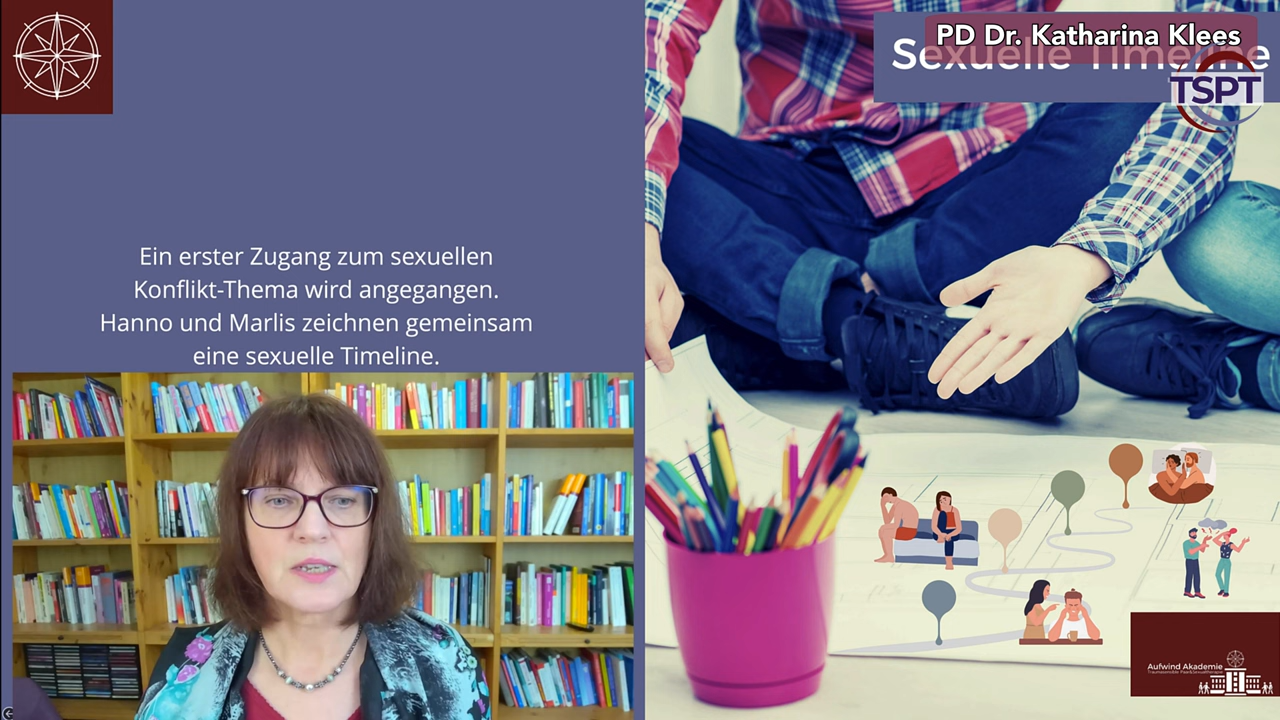 PD Dr. Katharina Klees
Sexuelle Timeline
TSPT
Ein erster Zugang zum sexuellen
Konflikt-Thema wird angegangen.
Hanno und Marlis zeichnen gemeinsam
eine sexuelle Timeline.
Aufwind Akademie